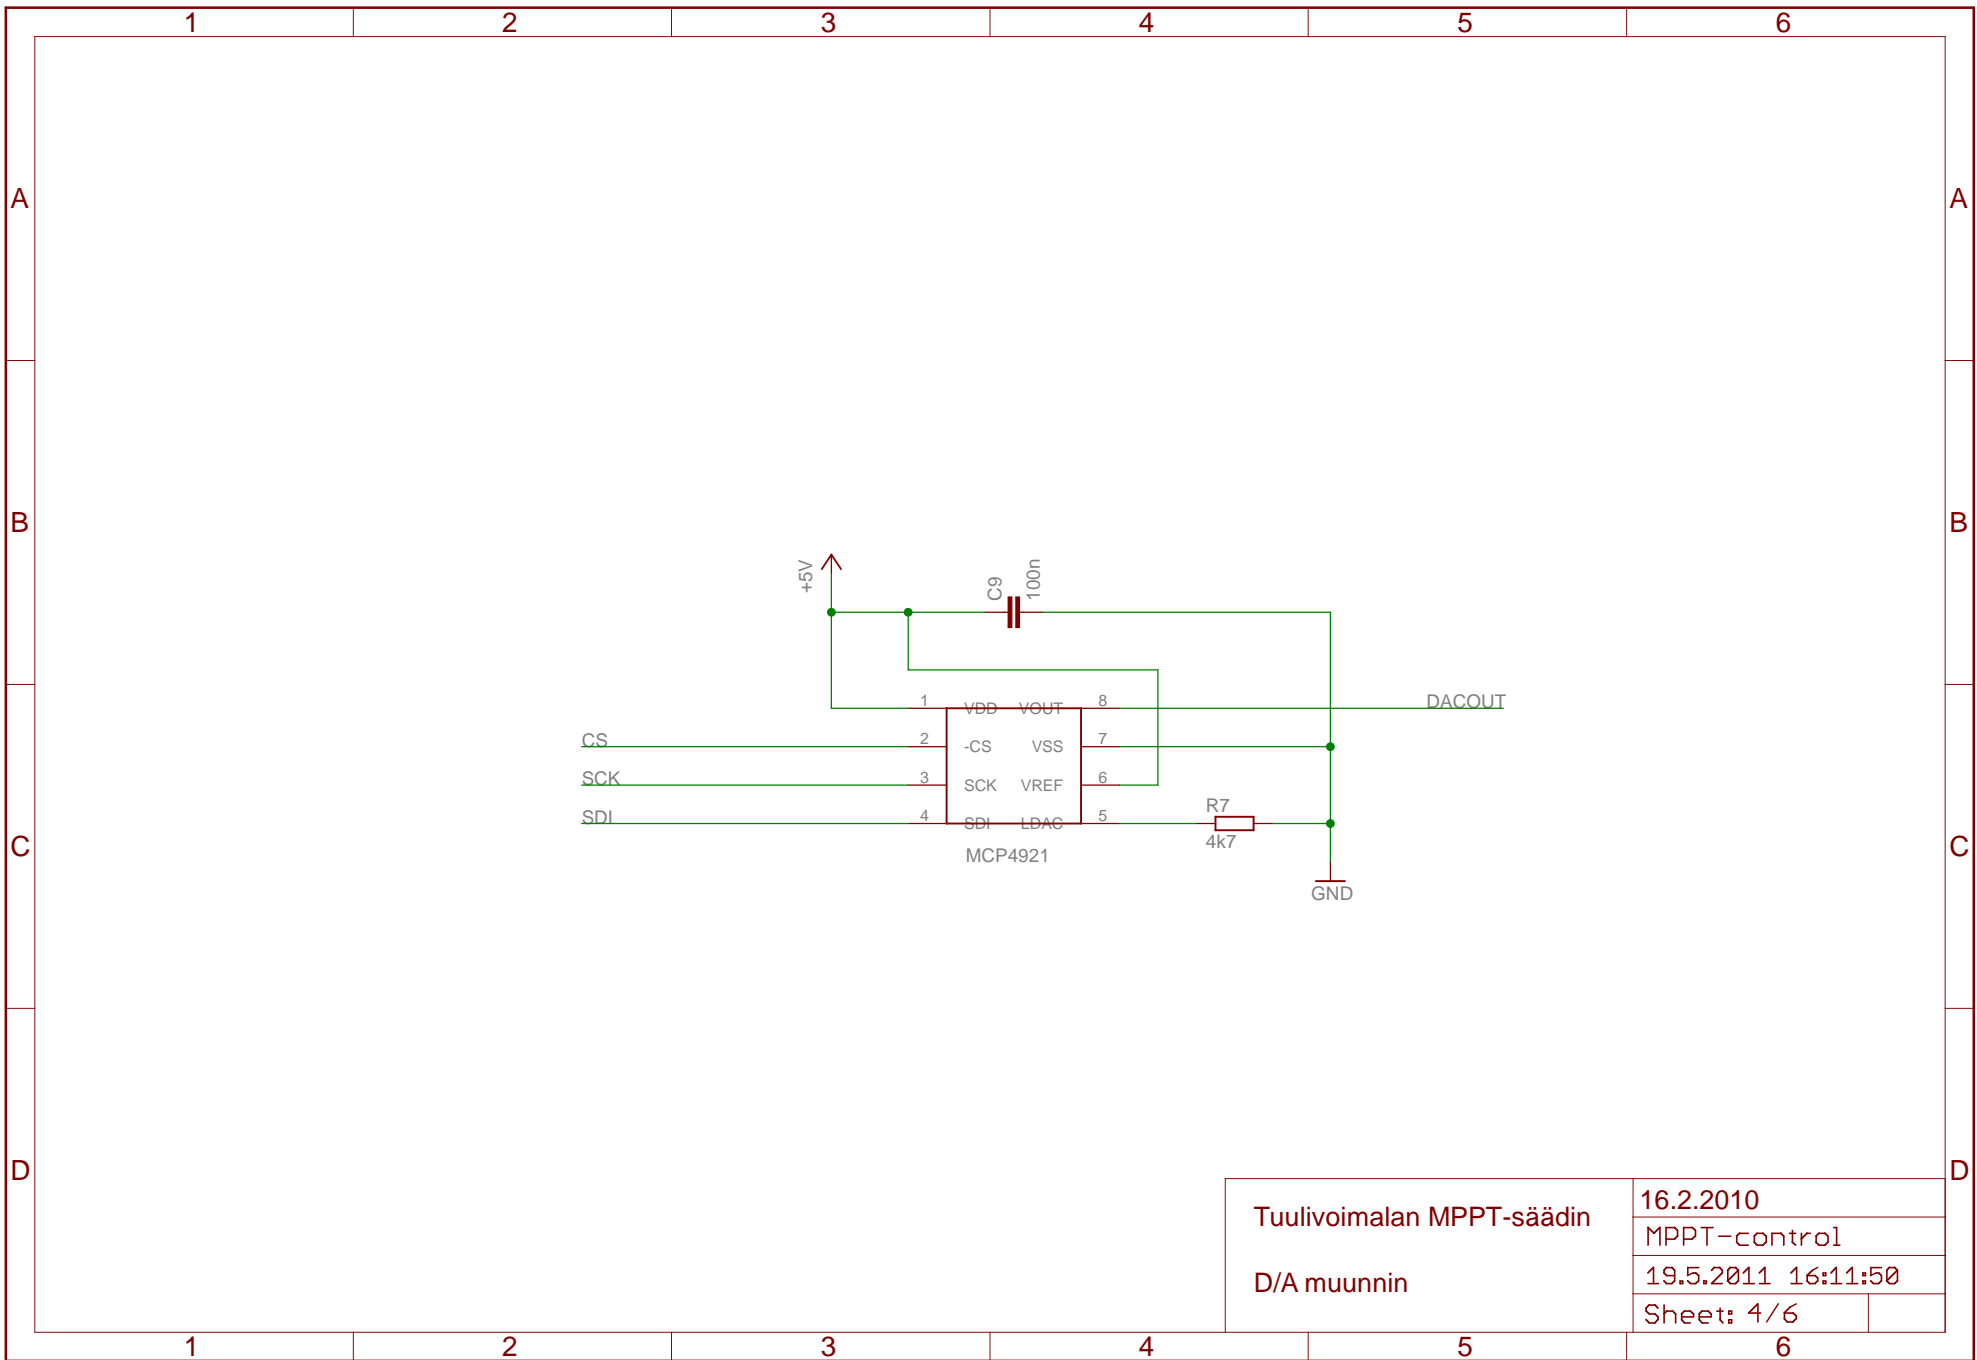 1 2 3 4 5 6
A A
B B
+5V
C9
100n
1 VDD VOUT 8 DACOUT
CS 2 -CS VSS 7
SCK 3 SCK VREF 6
SDI 4 SDI LDAC 5 R7
4k7
MCP4921
C C
GND
D D
Tuulivoimalan MPPT-säädin
D/A muunnin
16.2.2010
MPPT-control
19.5.2011 16:11:50
Sheet: 4/6
1 2 3 4 5 6